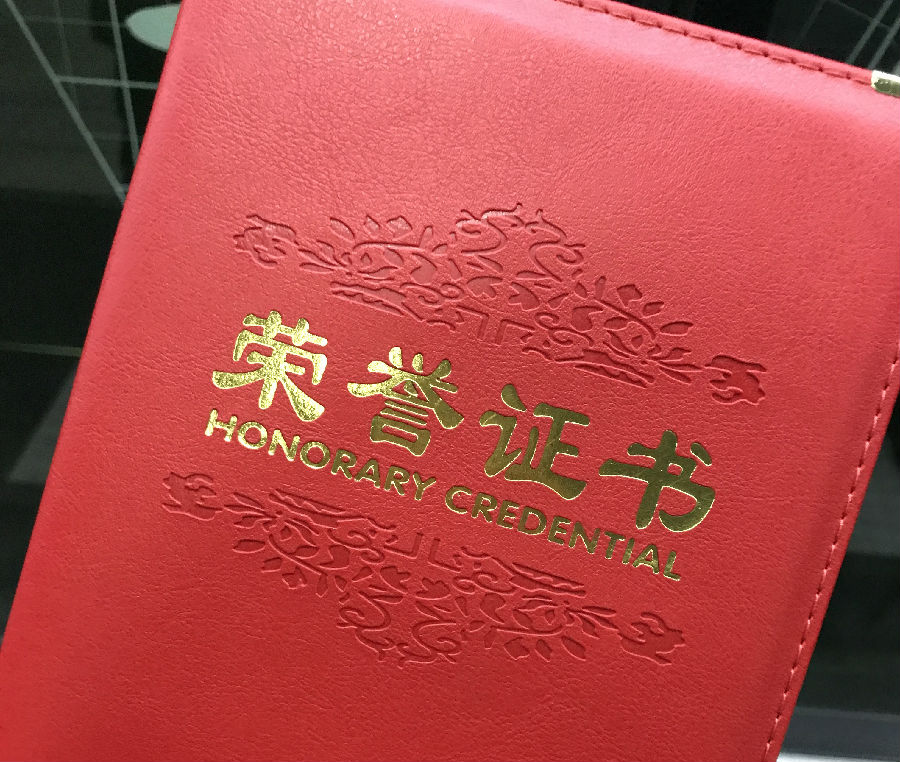 荣誉证书
HONORARY CREDENTIAL